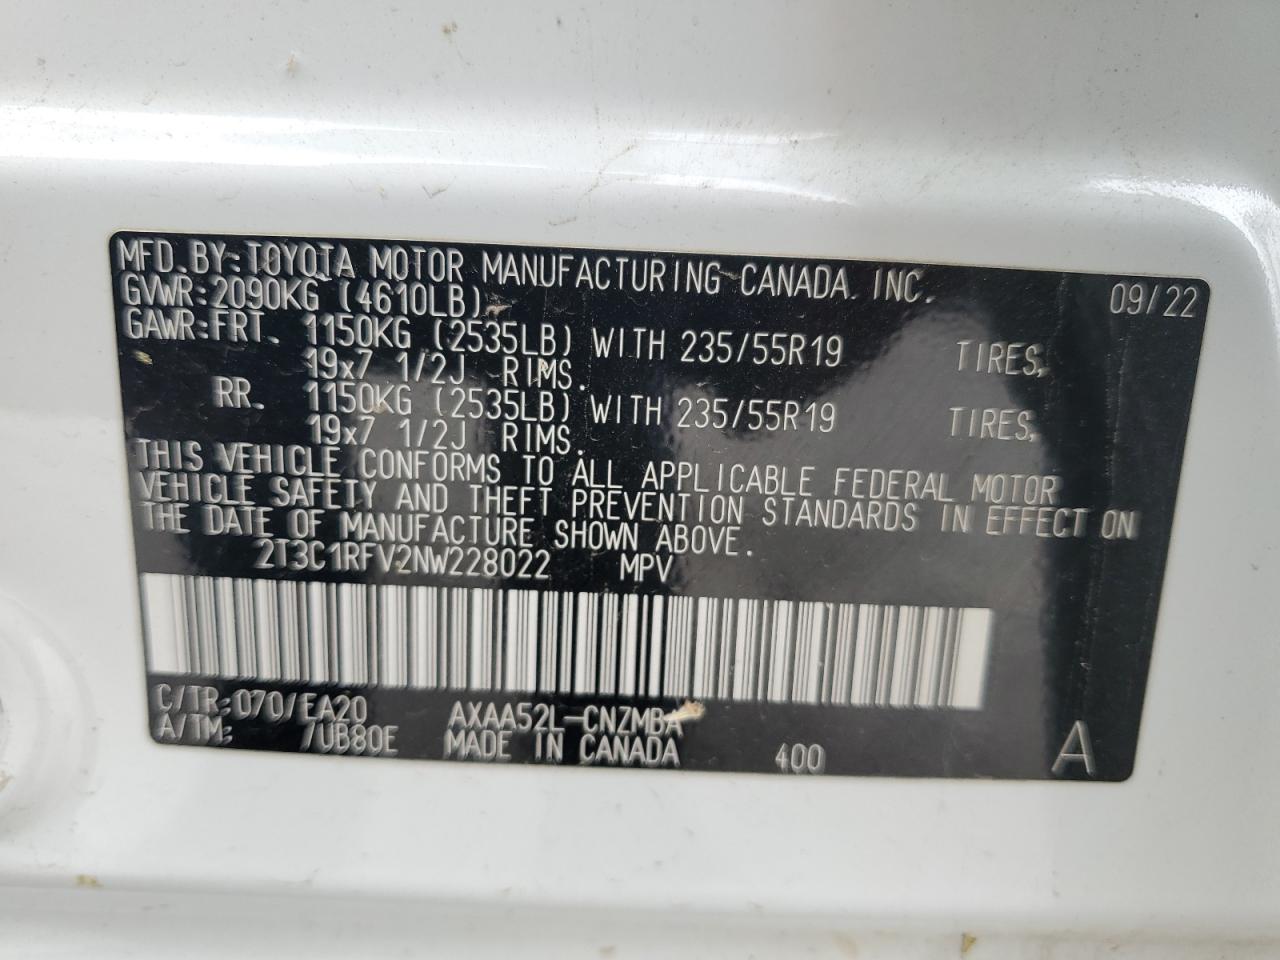 MFD.BY: TOYOTA MOTOR MANUFACTURING CANADA INC. 09/22
GVWR: 2090KG (4610LB)
GAWR: FRT. 1150KG (2535LB) WITH 235/55R19 TIRES,
19x7 1/2J RIMS.
RR. 1150KG (2535LB) WITH 235/55R19 TIRES,
19x7 1/2J RIMS.
THIS VEHICLE CONFORMS TO ALL APPLICABLE FEDERAL MOTOR
VEHICLE SAFETY AND THEFT PREVENTION STANDARDS IN EFFECT ON
THE DATE OF MANUFACTURE SHOWN ABOVE.
2T3C1RFV2NW228022 MPV
C/TR: 070/EA20 AXAA52L-CNZMBA
A/TM: /UB80E MADE IN CANADA 400 A